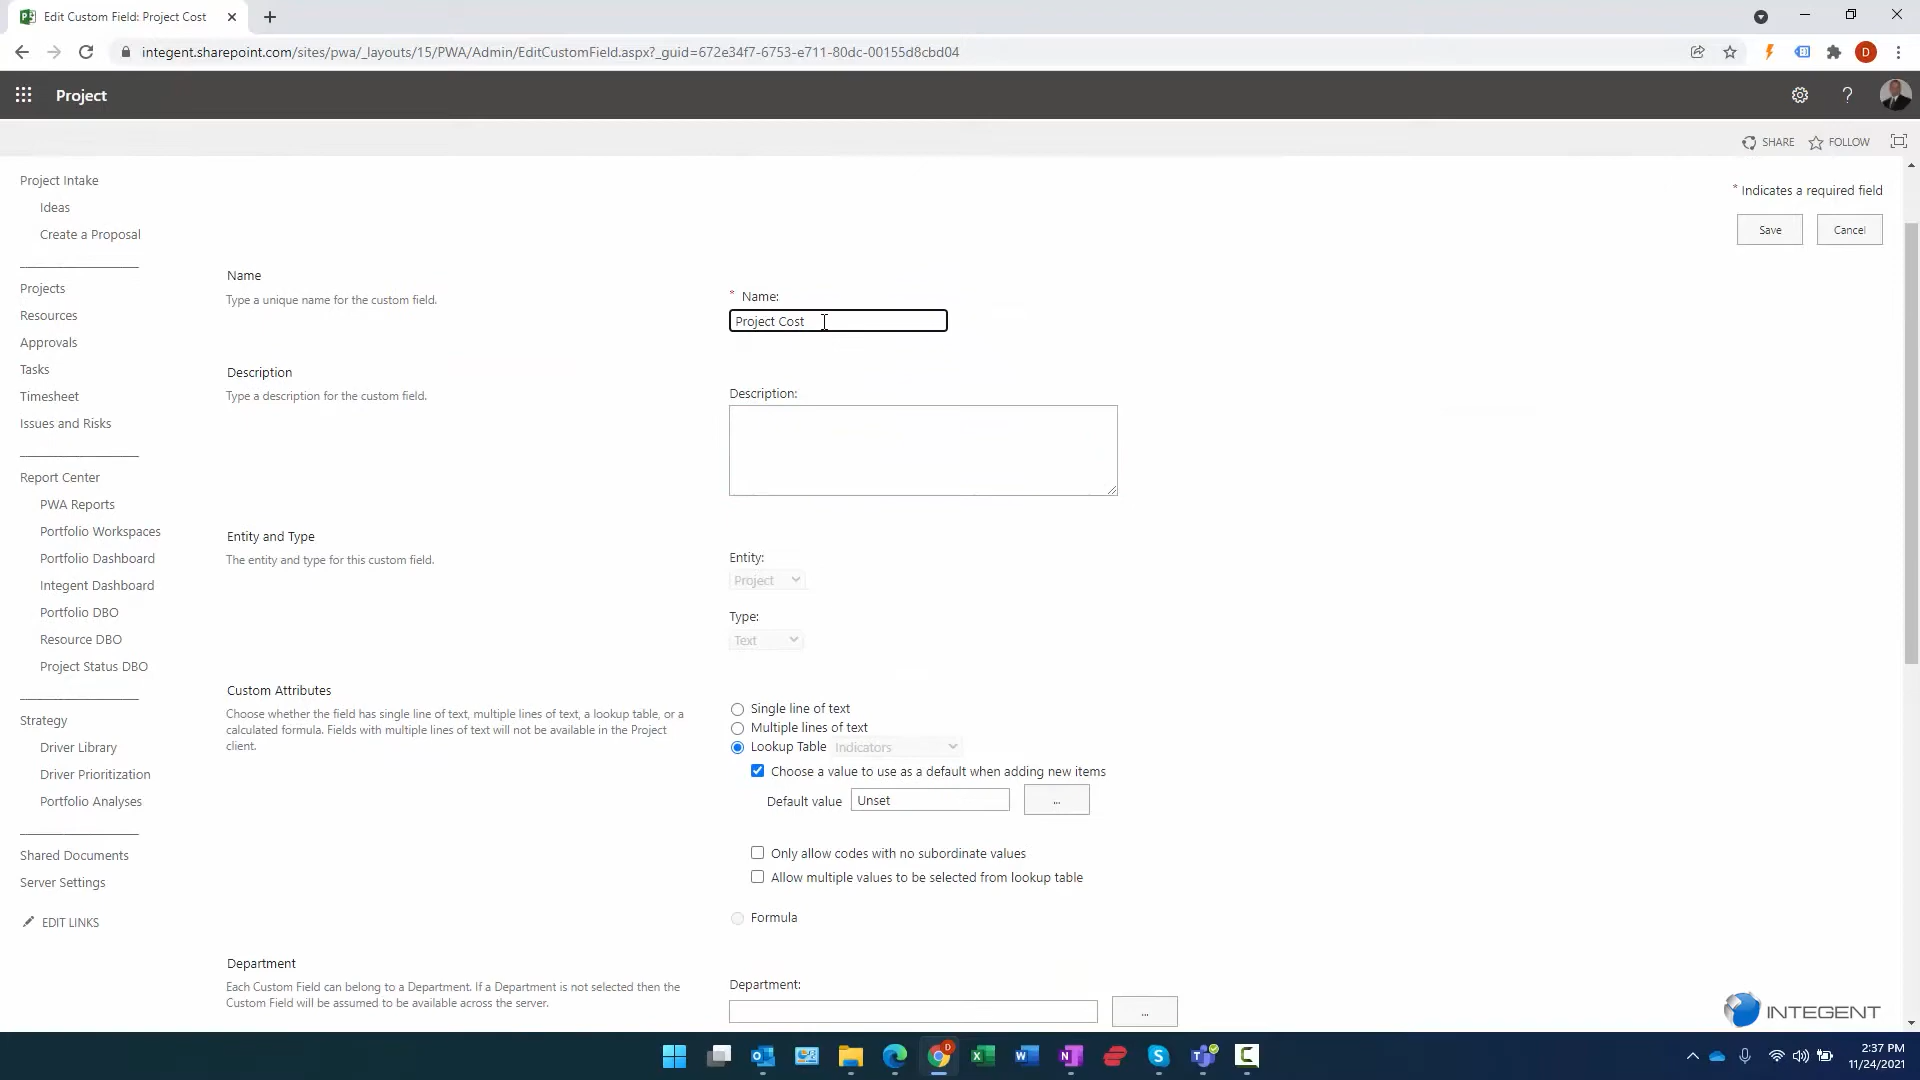 Edit Custom Field: Project Cost
integent.sharepoint.com/sites/pwa/_layouts/15/PWA/Admin/EditCustomField.aspx?_guid=672e34f7-6753-e711-80dc-00155d8cbd04
D
Project
?
SHARE
FOLLOW
Project Intake
Ideas
Create a Proposal
Projects
Resources
Approvals
Tasks
Timesheet
Issues and Risks
Report Center
PWA Reports
Portfolio Workspaces
Portfolio Dashboard
Integent Dashboard
Portfolio DBO
Resource DBO
Project Status DBO
Strategy
Driver Library
Driver Prioritization
Portfolio Analyses
Shared Documents
Server Settings
EDIT LINKS
* Indicates a required field
Save
Cancel
Name
Type a unique name for the custom field.
* Name:
Project Cost
Description
Type a description for the custom field.
Description:
Entity and Type
The entity and type for this custom field.
Entity:
Project
Type:
Text
Custom Attributes
Choose whether the field has single line of text, multiple lines of text, a lookup table, or a
calculated formula. Fields with multiple lines of text will not be available in the Project
client.
Single line of text
Multiple lines of text
Lookup Table Indicators
Choose a value to use as a default when adding new items
Default value Unset ...
Only allow codes with no subordinate values
Allow multiple values to be selected from lookup table
Formula
Department
Each Custom Field can belong to a Department. If a Department is not selected then the
Custom Field will be assumed to be available across the server.
Department:
...
INTEGENT
2:37 PM
11/24/2021